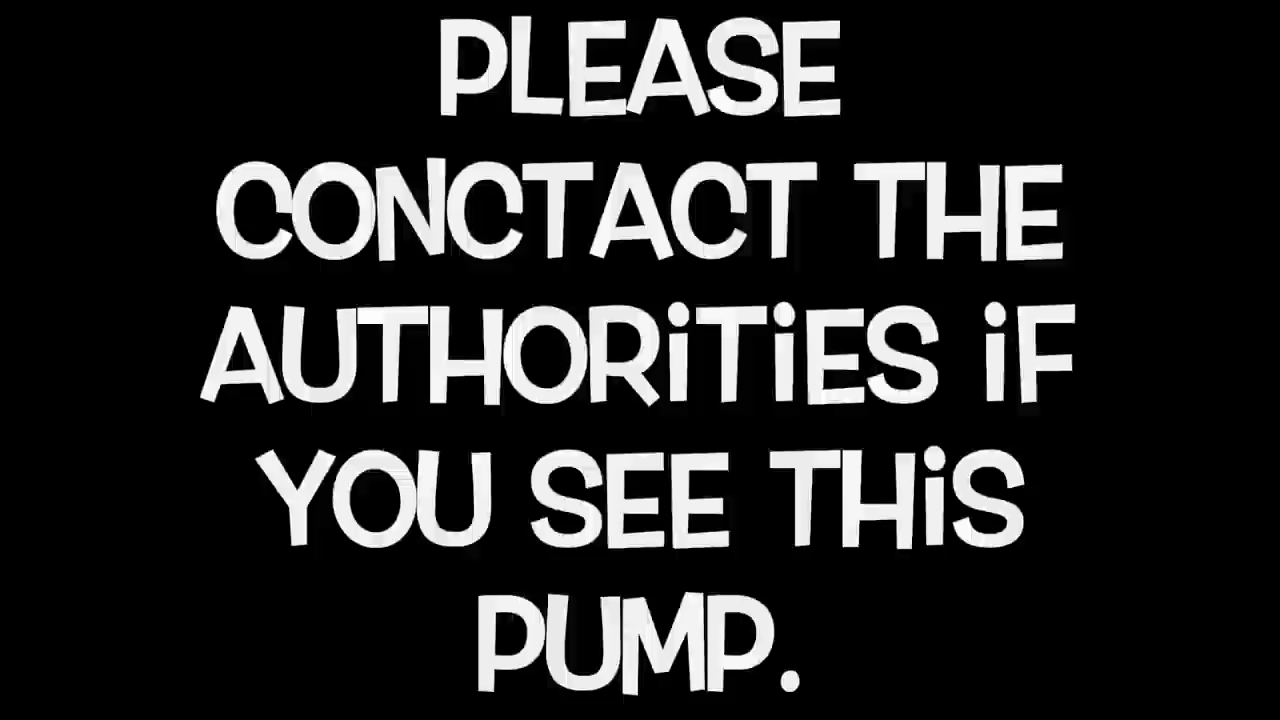 PLEASE
CONCTACT THE
AUTHORiTiES iF
YOU SEE THiS
PUMP.